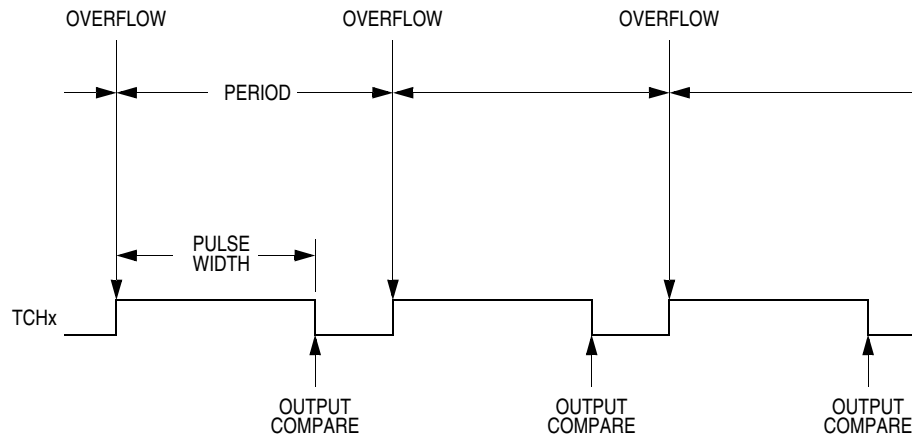 OVERFLOW
OVERFLOW
OVERFLOW
PERIOD
PULSE
WIDTH
TCHx
OUTPUT
COMPARE
OUTPUT
COMPARE
OUTPUT
COMPARE